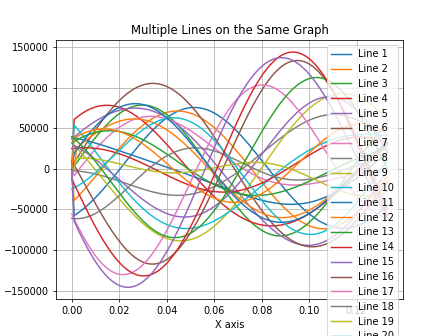 Multiple Lines on the Same Graph
150000
100000
50000
0
−50000
−100000
−150000
0.00
0.02
0.04
0.06
0.08
0.10
X axis
Line 1
Line 2
Line 3
Line 4
Line 5
Line 6
Line 7
Line 8
Line 9
Line 10
Line 11
Line 12
Line 13
Line 14
Line 15
Line 16
Line 17
Line 18
Line 19
Line 20